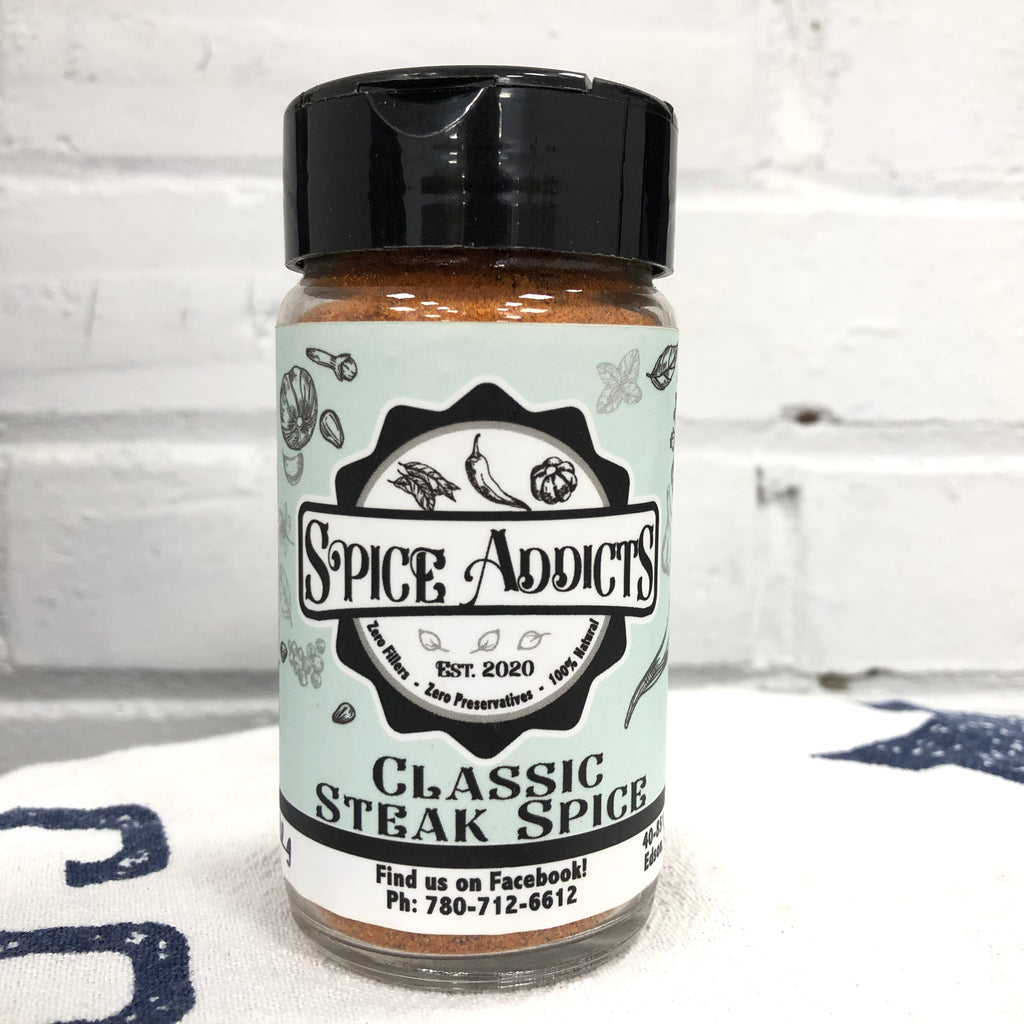 Spice Addicts
Est. 2020
Zero Fillers - Zero Preservatives - 100% Natural
Classic
Steak Spice
Find us on Facebook!
Ph: 780-712-6612